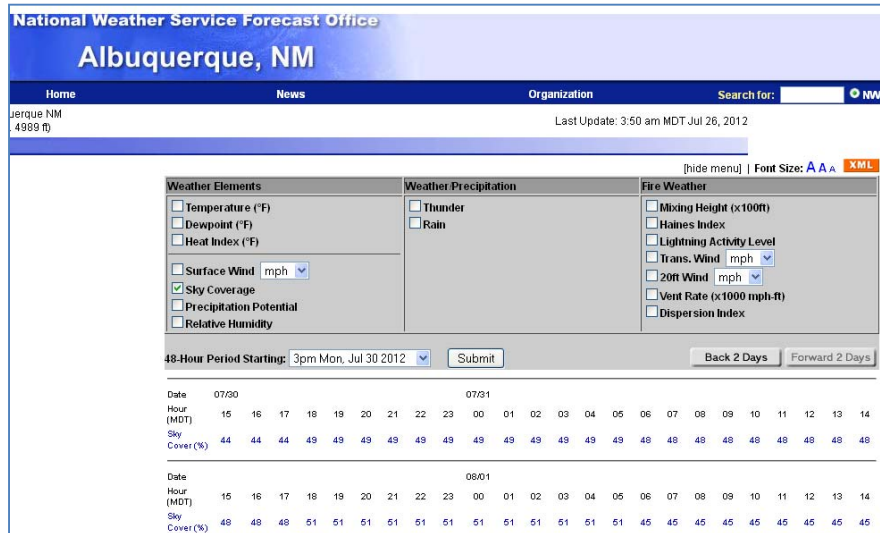 National Weather Service Forecast Office
Albuquerque, NM
Home News Organization Search for: NW
uerque NM
4989 ft)
Last Update: 3:50 am MDT Jul 26, 2012
[hide menu] | Font Size: A A A XML
Weather Elements Weather/Precipitation Fire Weather
Temperature (°F) Thunder Mixing Height (x100ft)
Dewpoint (°F) Rain Haines Index
Heat Index (°F) Lightning Activity Level
Trans. Wind mph
Surface Wind mph 20ft Wind mph
Sky Coverage Vent Rate (x1000 mph-ft)
Precipitation Potential Dispersion Index
Relative Humidity
48-Hour Period Starting: 3pm Mon, Jul 30 2012 Submit Back 2 Days Forward 2 Days
Date 07/30 07/31
Hour (MDT) 15 16 17 18 19 20 21 22 23 00 01 02 03 04 05 06 07 08 09 10 11 12 13 14
Sky Cover (%) 44 44 44 49 49 49 49 49 49 49 49 49 49 49 49 48 48 48 48 48 48 48 48 48
Date 08/01
Hour (MDT) 15 16 17 18 19 20 21 22 23 00 01 02 03 04 05 06 07 08 09 10 11 12 13 14
Sky Cover (%) 48 48 48 51 51 51 51 51 51 51 51 51 51 51 51 45 45 45 45 45 45 45 45 45